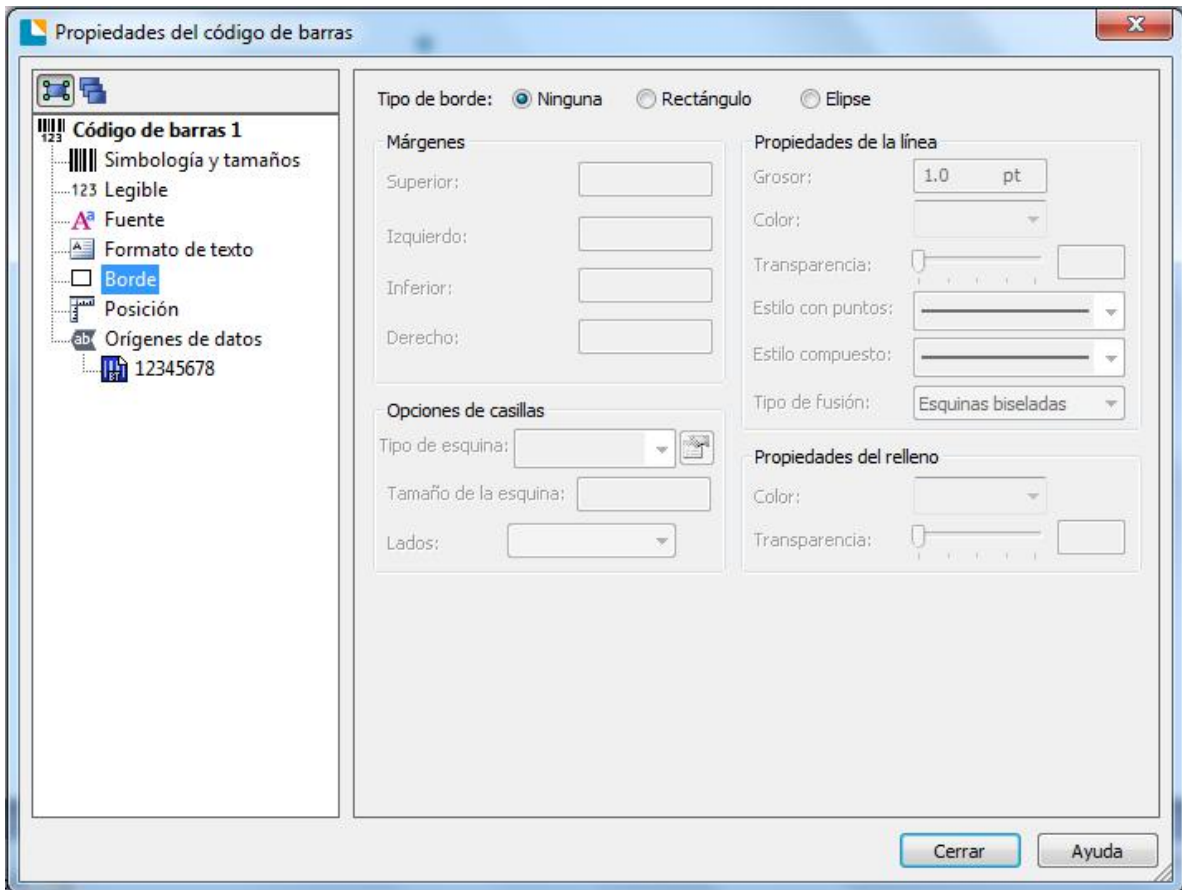 Propiedades del código de barras
Código de barras 1
Simbología y tamaños
123 Legible
Fuente
Formato de texto
Borde
Posición
Orígenes de datos
12345678
Tipo de borde: Ninguna Rectángulo Elipse
Márgenes
Superior:
Izquierdo:
Inferior:
Derecho:
Opciones de casillas
Tipo de esquina:
Tamaño de la esquina:
Lados:
Propiedades de la línea
Grosor: 1.0 pt
Color:
Transparencia:
Estilo con puntos:
Estilo compuesto:
Tipo de fusión: Esquinas biseladas
Propiedades del relleno
Color:
Transparencia:
Cerrar Ayuda